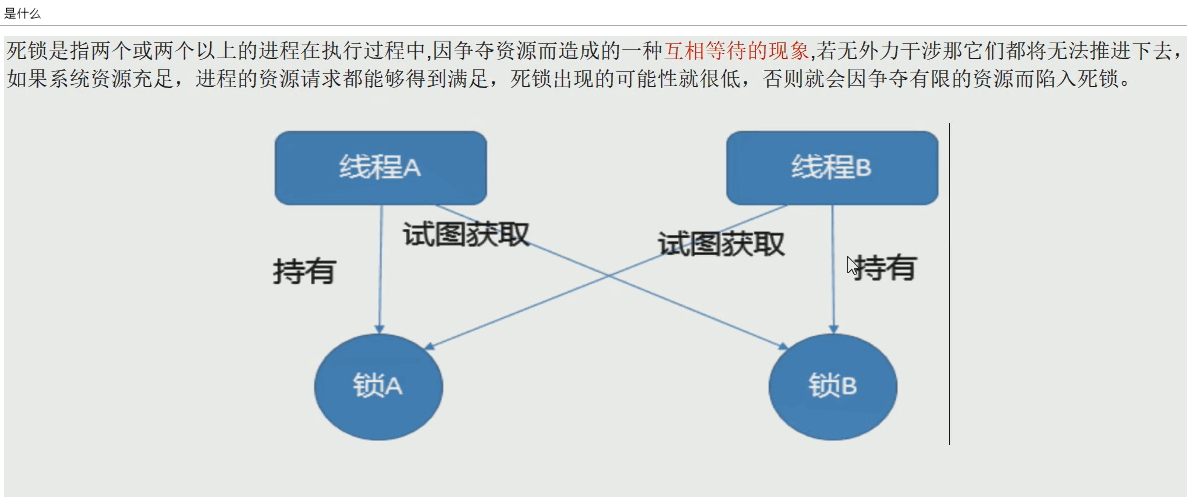 是什么
死锁是指两个或两个以上的进程在执行过程中,因争夺资源而造成的一种互相等待的现象,若无外力干涉那它们都将无法推进下去，
如果系统资源充足，进程的资源请求都能够得到满足，死锁出现的可能性就很低，否则就会因争夺有限的资源而陷入死锁。
线程A
线程B
试图获取
试图获取
持有
持有
锁A
锁B